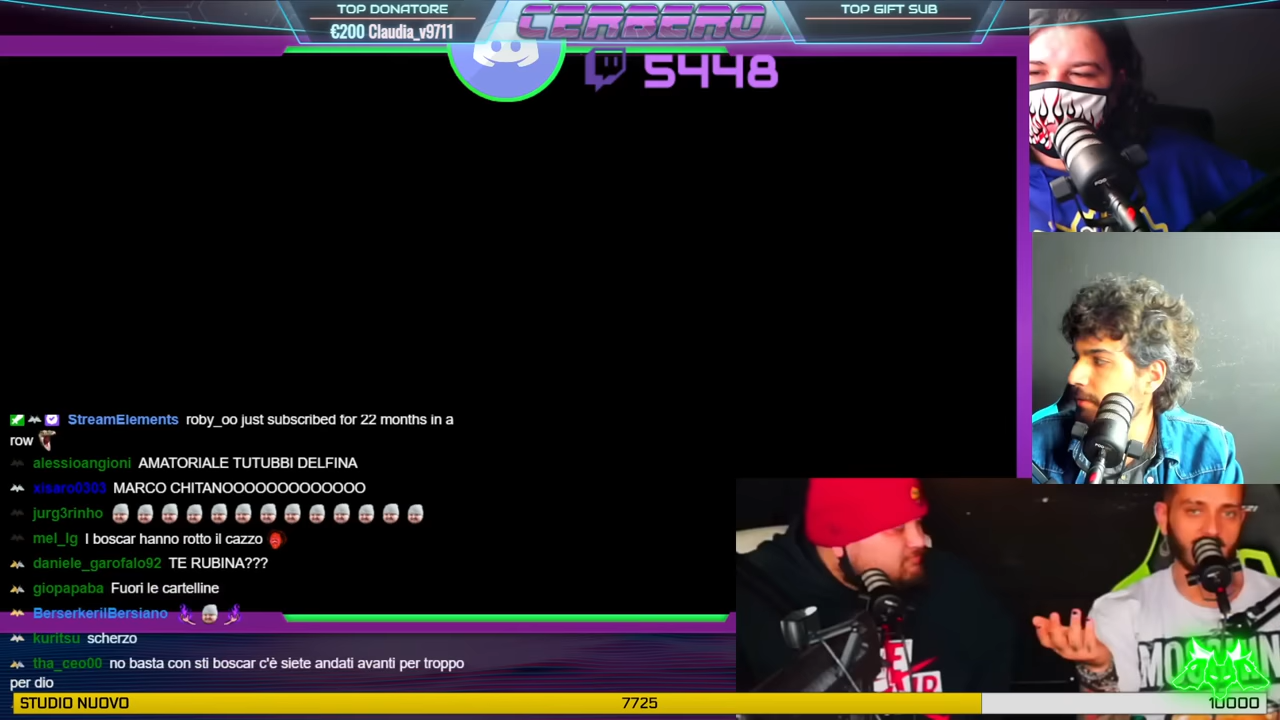 TOP DONATORE
€200 Claudia_v9711
CERBERO
TOP GIFT SUB
5448
StreamElements roby_oo just subscribed for 22 months in a
row
alessioangioni AMATORIALE TUTUBBI DELFINA
xisaro0303 MARCO CHITANOOOOOOOOOOOOO
jurg3rinho
mel_lg I boscar hanno rotto il cazzo
daniele_garofalo92 TE RUBINA???
giopapaba Fuori le cartelline
BerserkerilBersiano
kuritsu scherzo
tha_ceo00 no basta con sti boscar c'è siete andati avanti per troppo
per dio
STUDIO NUOVO 7725 10000